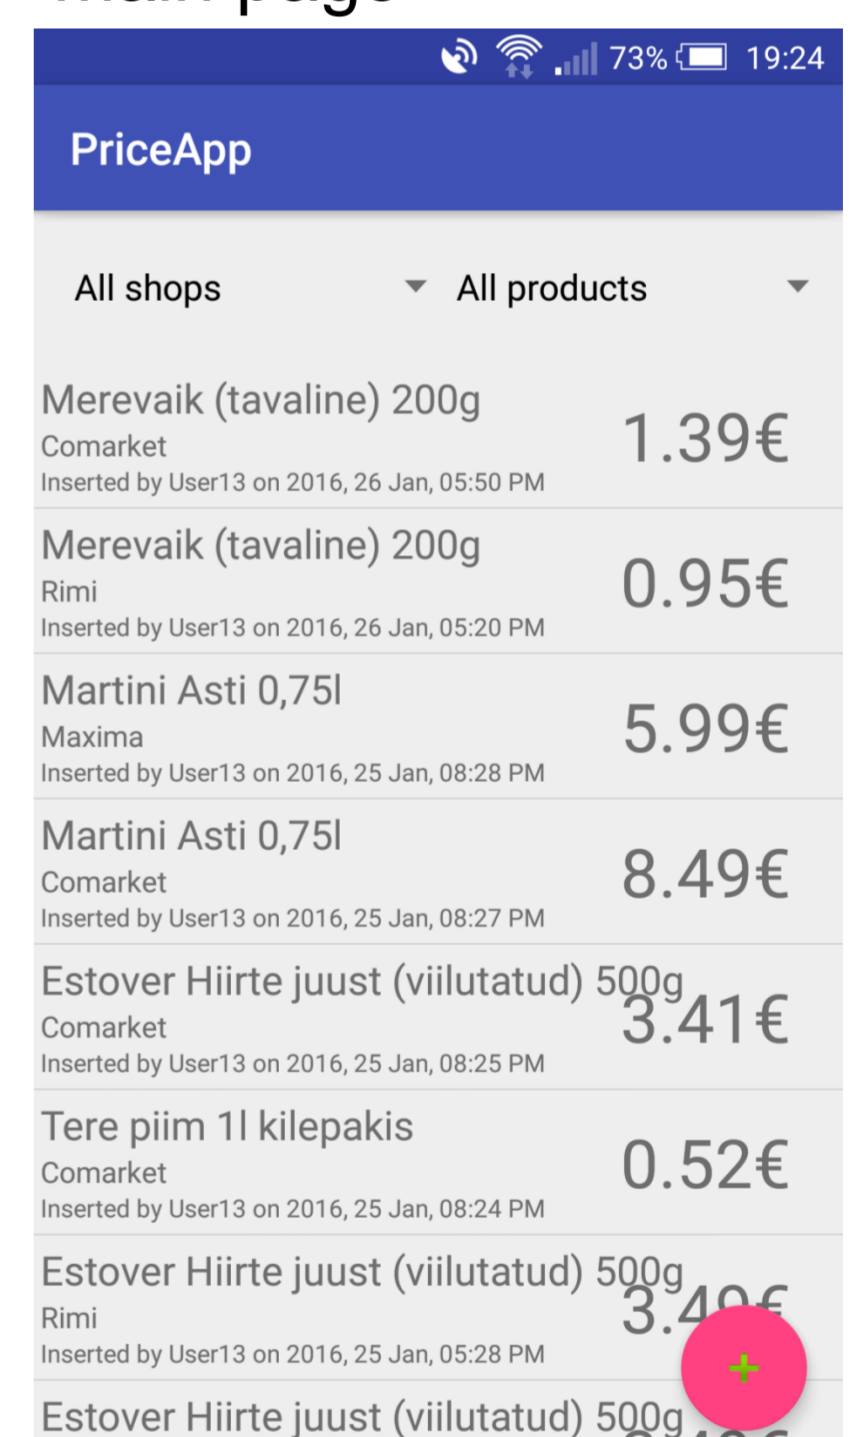 main page
73% 19:24
PriceApp
All shops All products
Merevaik (tavaline) 200g
1.39€
Comarket
Inserted by User13 on 2016, 26 Jan, 05:50 PM
Merevaik (tavaline) 200g
0.95€
Rimi
Inserted by User13 on 2016, 26 Jan, 05:20 PM
Martini Asti 0,75l
5.99€
Maxima
Inserted by User13 on 2016, 25 Jan, 08:28 PM
Martini Asti 0,75l
8.49€
Comarket
Inserted by User13 on 2016, 25 Jan, 08:27 PM
Estover Hiirte juust (viilutatud) 500g
3.41€
Comarket
Inserted by User13 on 2016, 25 Jan, 08:25 PM
Tere piim 1l kilepakis
0.52€
Comarket
Inserted by User13 on 2016, 25 Jan, 08:24 PM
Estover Hiirte juust (viilutatud) 500g
3.49€
Rimi
Inserted by User13 on 2016, 25 Jan, 05:28 PM
+
Estover Hiirte juust (viilutatud) 500g